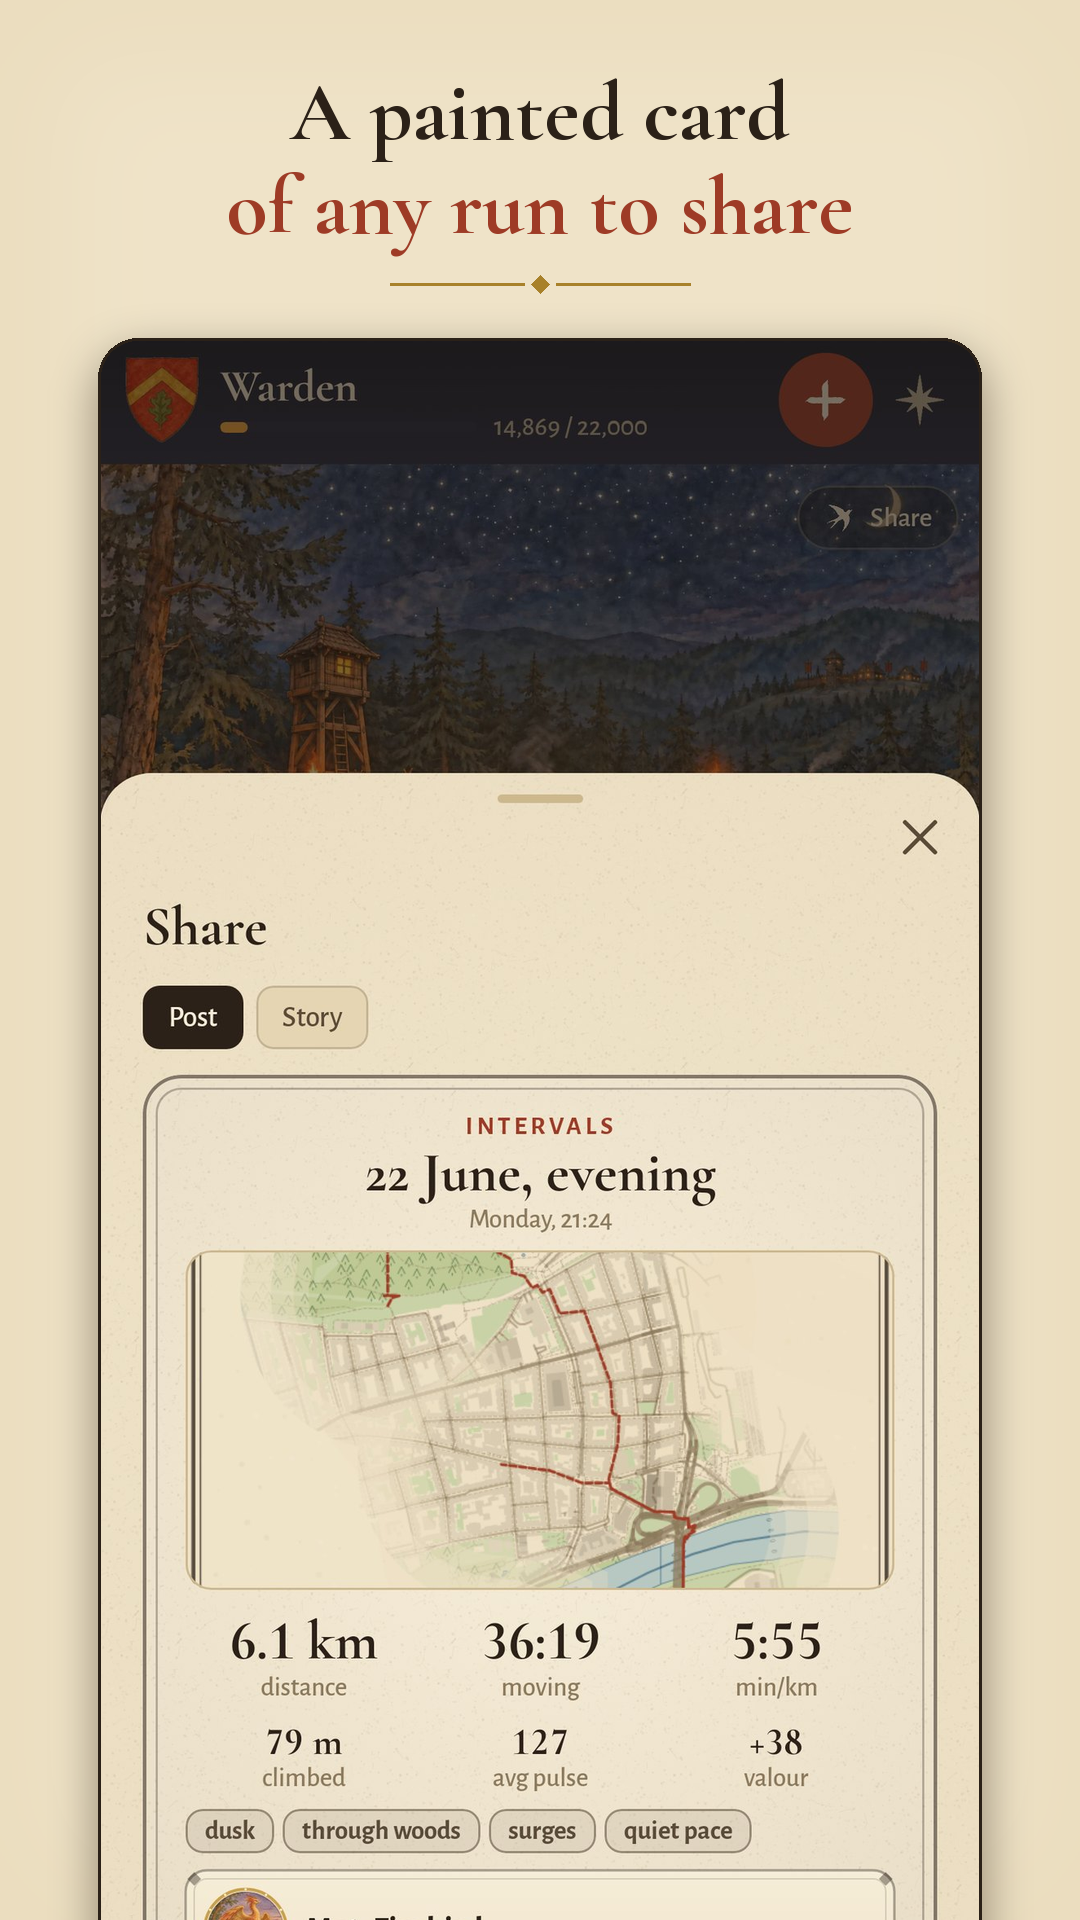 A painted card
of any run to share
Warden
14,869 / 22,000
Share
Share
Post Story
INTERVALS
22 June, evening
Monday, 21:24
6.1 km 36:19 5:55
distance moving min/km
79 m 127 +38
climbed avg pulse valour
dusk through woods surges quiet pace